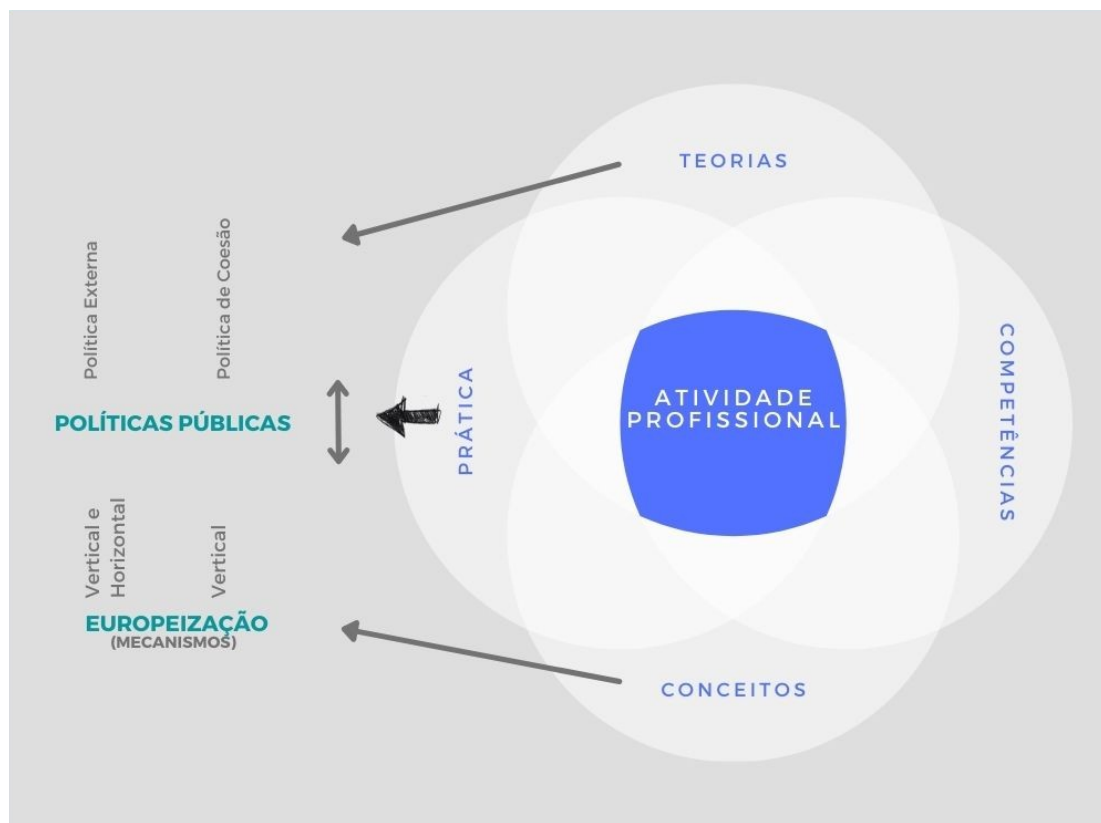 TEORIAS
Política Externa
Política de Coesão
POLÍTICAS PÚBLICAS
PRÁTICA
ATIVIDADE
PROFISSIONAL
COMPETÊNCIAS
Vertical e
Horizontal
Vertical
EUROPEIZAÇÃO
(MECANISMOS)
CONCEITOS